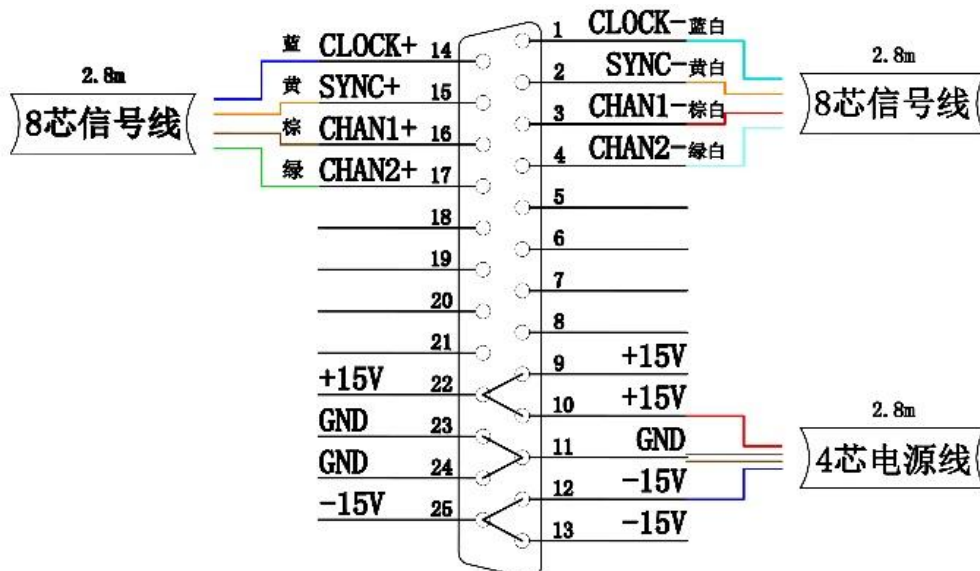 1 CLOCK-蓝白
蓝 CLOCK+ 14
2.8m
8芯信号线
2 SYNC-黄白
黄 SYNC+ 15
3 CHAN1-棕白
棕 CHAN1+ 16
4 CHAN2-绿白
绿 CHAN2+ 17
2.8m
8芯信号线
5
18
6
19
7
20
8
21
9 +15V
+15V 22
10 +15V
GND 23
11 GND
GND 24
12 -15V
-15V 25
13 -15V
2.8m
4芯电源线